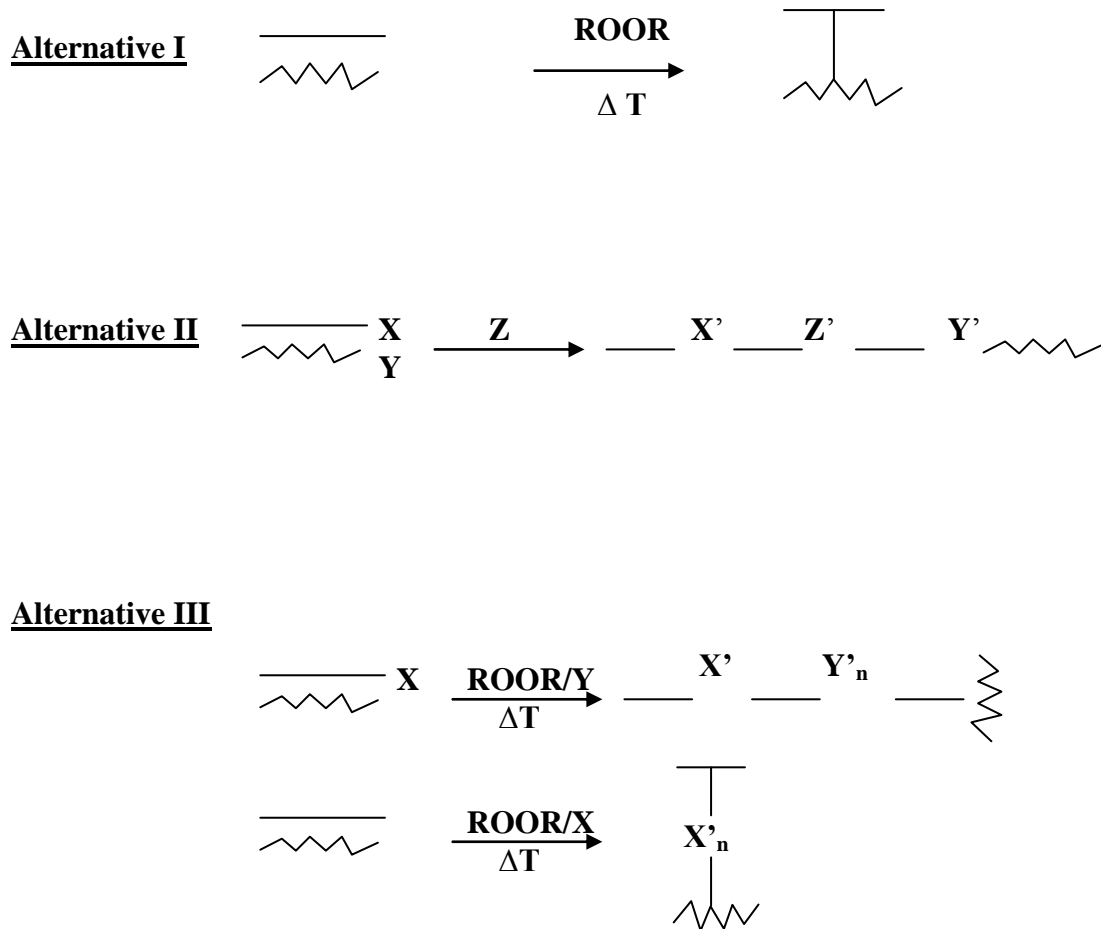 Alternative I
ROOR
Δ T
Alternative II
X
Y
Z
X’ Z’ Y’
Alternative III
X
ROOR/Y
ΔT
X’ Y’n
ROOR/X
ΔT
X’n